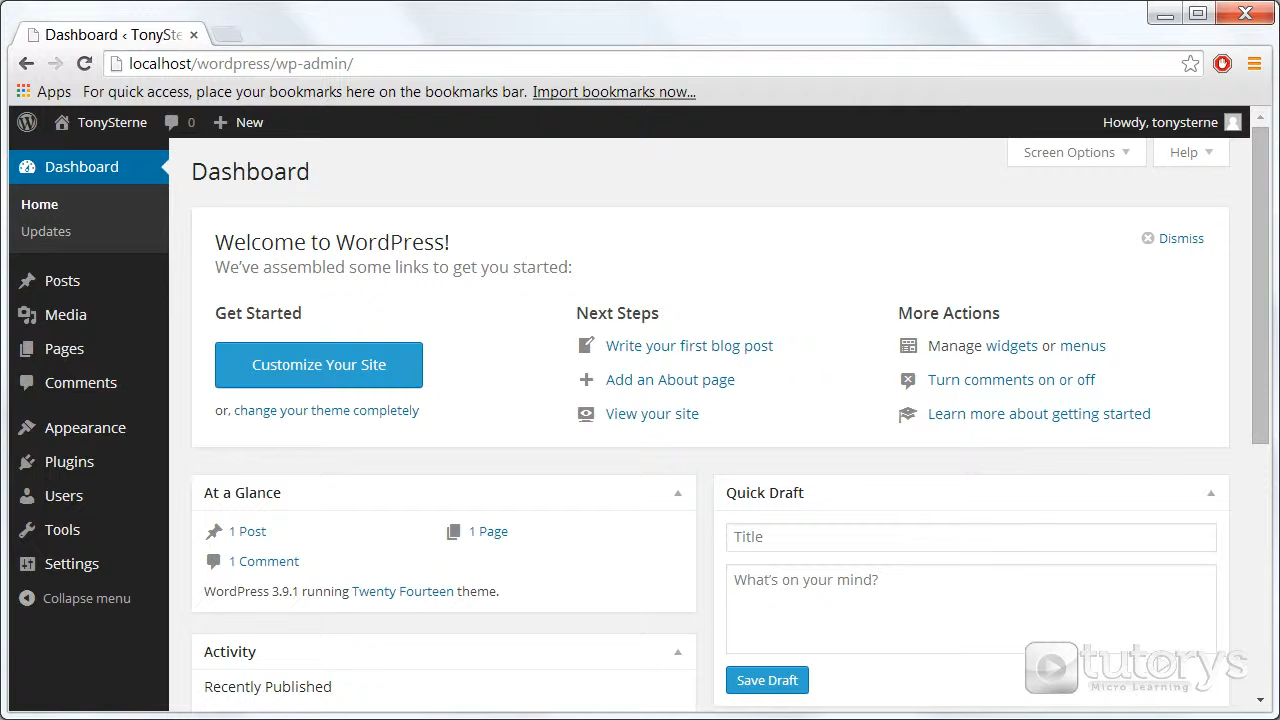 Dashboard ‹ TonySte
localhost/wordpress/wp-admin/
Apps For quick access, place your bookmarks here on the bookmarks bar. Import bookmarks now...
TonySterne 0 New Howdy, tonysterne
Screen Options Help
Dashboard
Home
Updates
Posts
Media
Pages
Comments
Appearance
Plugins
Users
Tools
Settings
Collapse menu
Dashboard
Welcome to WordPress!
Dismiss
We've assembled some links to get you started:
Get Started
Customize Your Site
or, change your theme completely
Next Steps
Write your first blog post
Add an About page
View your site
More Actions
Manage widgets or menus
Turn comments on or off
Learn more about getting started
At a Glance
1 Post 1 Page
1 Comment
WordPress 3.9.1 running Twenty Fourteen theme.
Activity
Recently Published
Quick Draft
Title
What's on your mind?
Save Draft
tutorys
Micro Learning